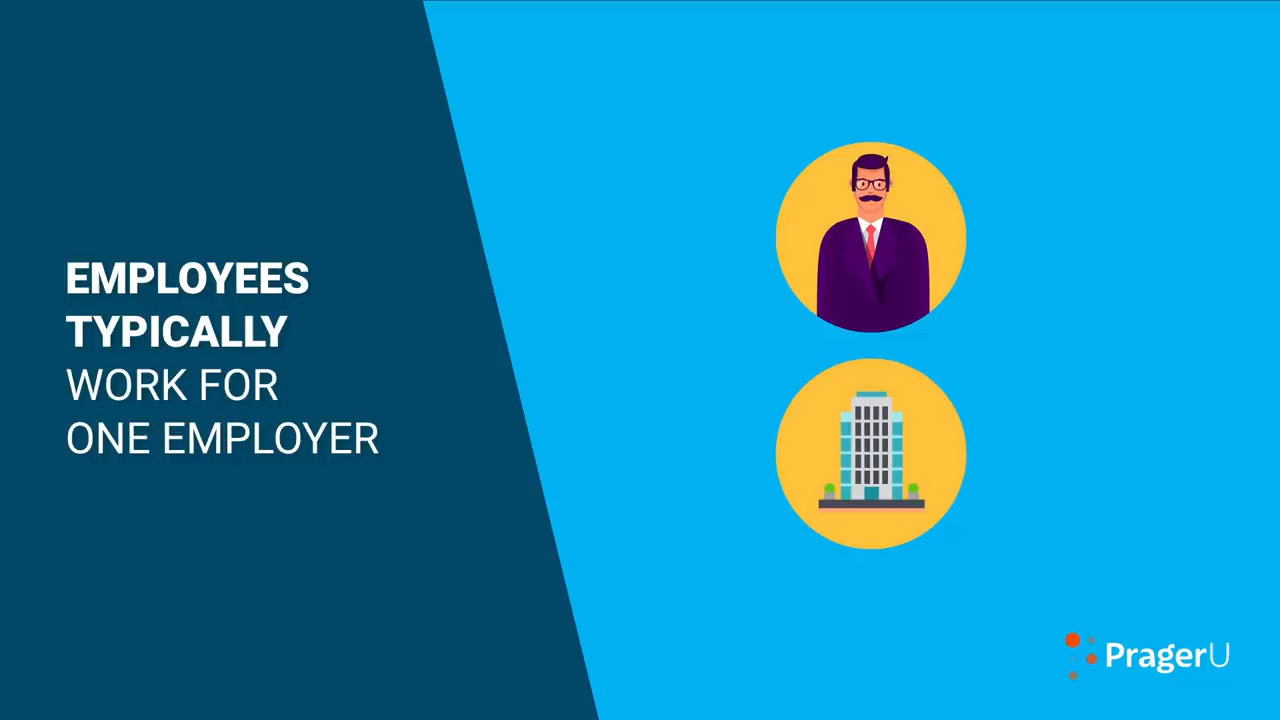 EMPLOYEES
TYPICALLY
WORK FOR
ONE EMPLOYER
PragerU